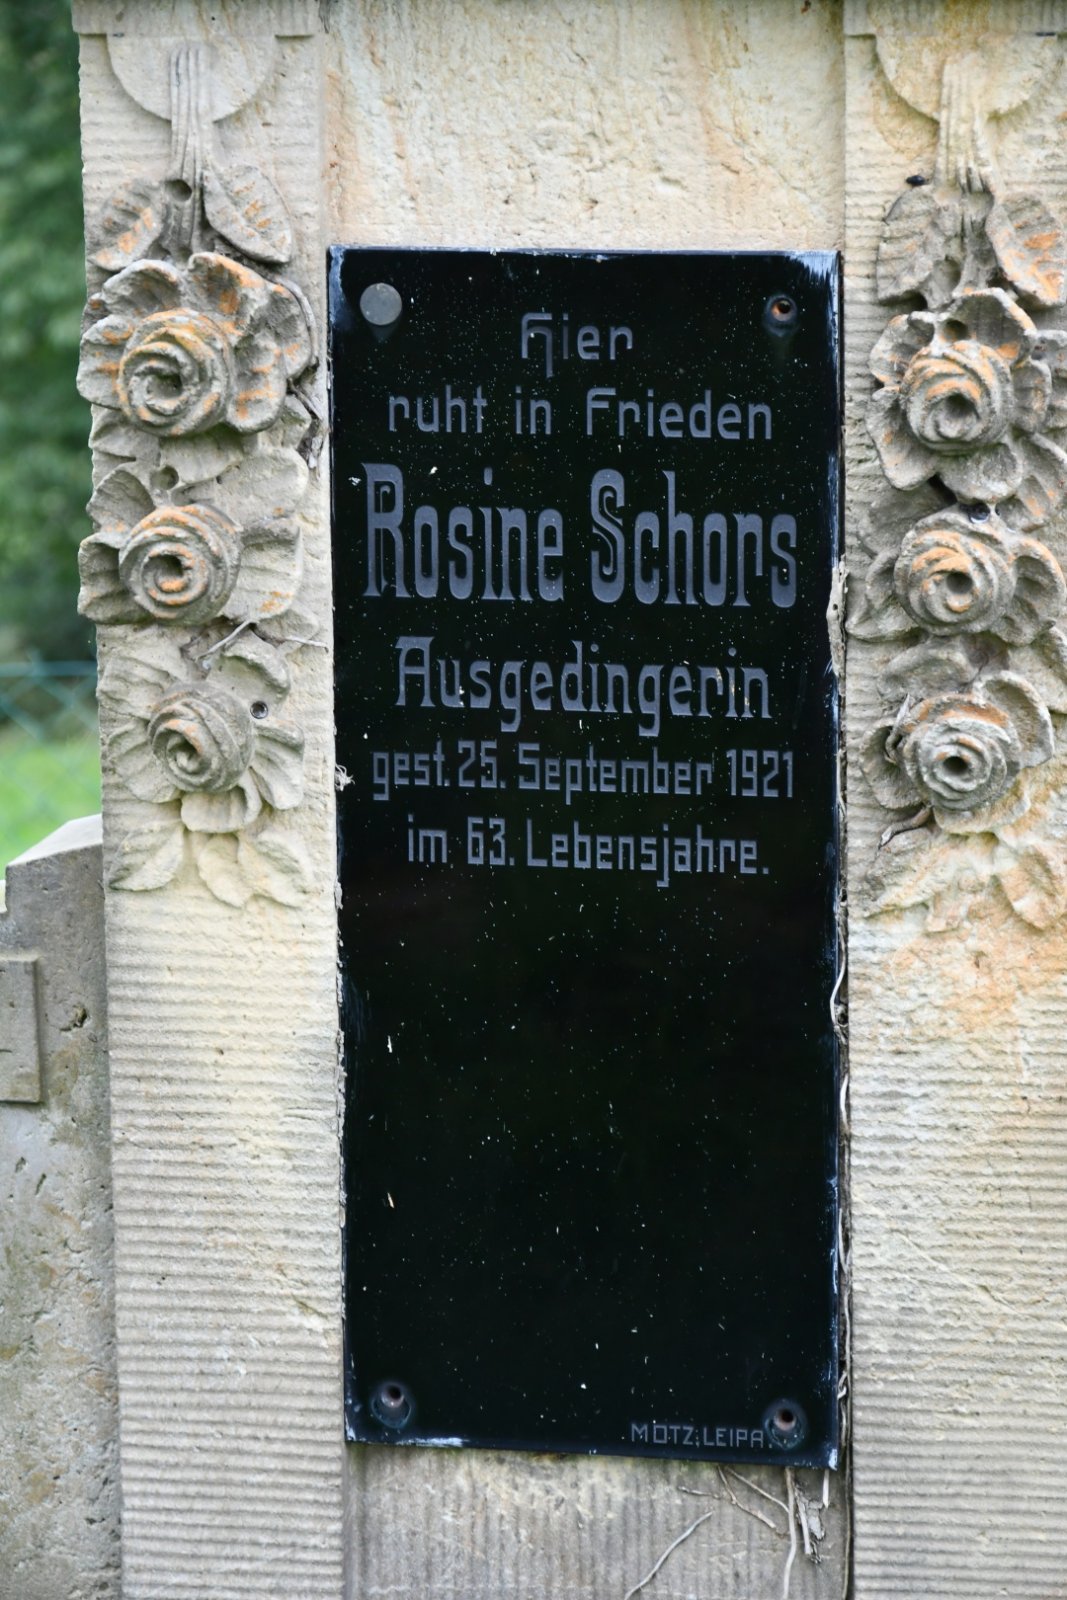 Hier
ruht in Frieden
Rosine Schors
Ausgedingerin
gest. 25. September 1921
im 63. Lebensjahre.
MOTZ, LEIPA.